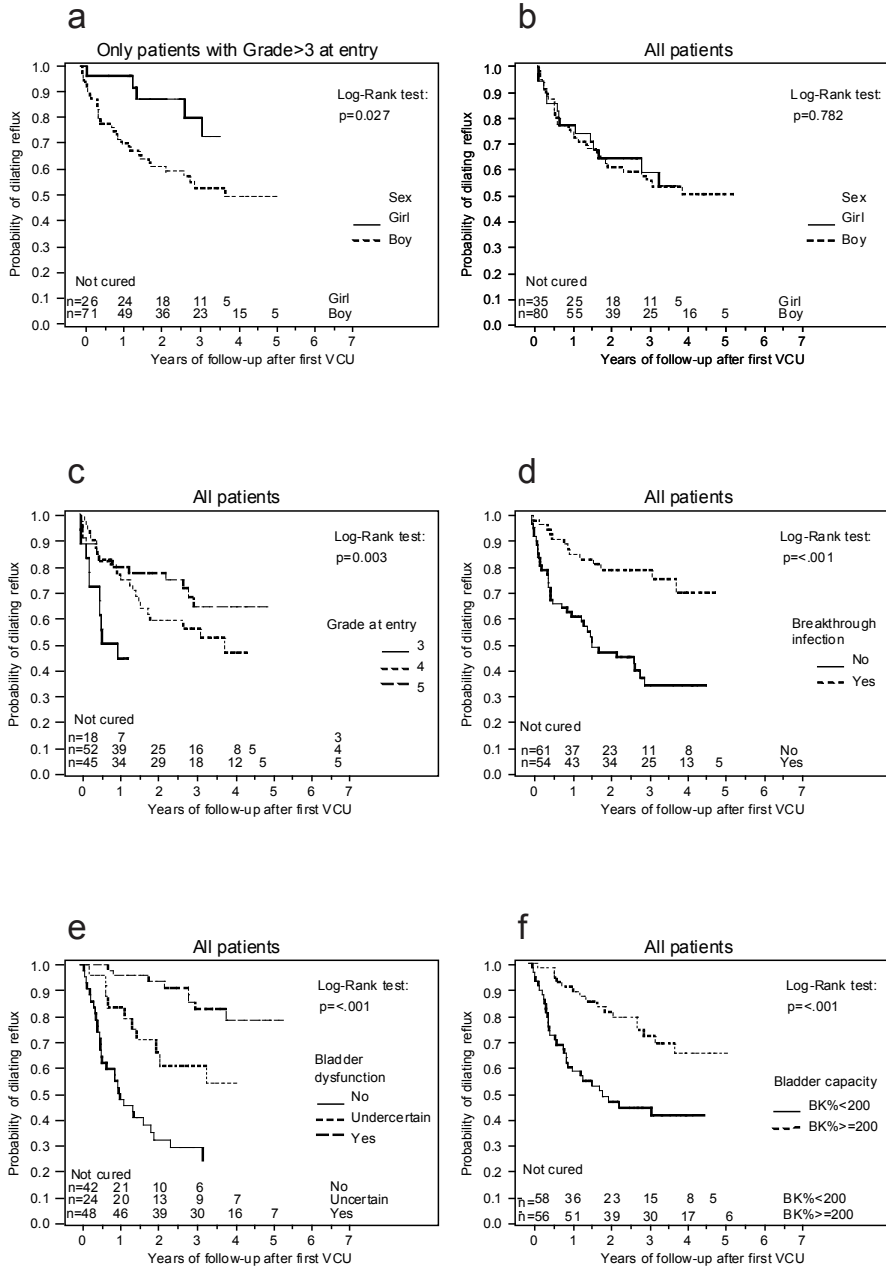 a
Only patients with Grade>3 at entry
1.0
0.9
0.8
0.7
0.6
0.5
0.4
0.3
0.2
0.1
0.0
Probability of dilating reflux
Log-Rank test:
p=0.027
Sex
Girl
Boy
Not cured
n=26 24 18 11 5 Girl
n=71 49 36 23 15 5 Boy
0 1 2 3 4 5 6 7
Years of follow-up after first VCU
b
All patients
1.0
0.9
0.8
0.7
0.6
0.5
0.4
0.3
0.2
0.1
0.0
Probability of dilating reflux
Log-Rank test:
p=0.782
Sex
Girl
Boy
Not cured
n=35 25 18 11 5 Girl
n=80 55 39 25 16 5 Boy
0 1 2 3 4 5 6 7
Years of follow-up after first VCU
c
All patients
1.0
0.9
0.8
0.7
0.6
0.5
0.4
0.3
0.2
0.1
0.0
Probability of dilating reflux
Log-Rank test:
p=0.003
Grade at entry
3
4
5
Not cured
n=18 7 3
n=52 39 25 16 8 5 4
n=45 34 29 18 12 5 5
0 1 2 3 4 5 6 7
Years of follow-up after first VCU
d
All patients
1.0
0.9
0.8
0.7
0.6
0.5
0.4
0.3
0.2
0.1
0.0
Probability of dilating reflux
Log-Rank test:
p=<.001
Breakthrough
infection
No
Yes
Not cured
n=61 37 23 11 8 No
n=54 43 34 25 13 5 Yes
0 1 2 3 4 5 6 7
Years of follow-up after first VCU
e
All patients
1.0
0.9
0.8
0.7
0.6
0.5
0.4
0.3
0.2
0.1
0.0
Probability of dilating reflux
Log-Rank test:
p=<.001
Bladder
dysfunction
No
Undercertain
Yes
Not cured
n=42 21 10 6 No
n=24 20 13 9 7 Uncertain
n=48 46 39 30 16 7 Yes
0 1 2 3 4 5 6 7
Years of follow-up after first VCU
f
All patients
1.0
0.9
0.8
0.7
0.6
0.5
0.4
0.3
0.2
0.1
0.0
Probability of dilating reflux
Log-Rank test:
p=<.001
Bladder capacity
BK%<200
BK%>=200
Not cured
n=58 36 23 15 8 5 BK%<200
n=56 51 39 30 17 6 BK%>=200
0 1 2 3 4 5 6 7
Years of follow-up after first VCU